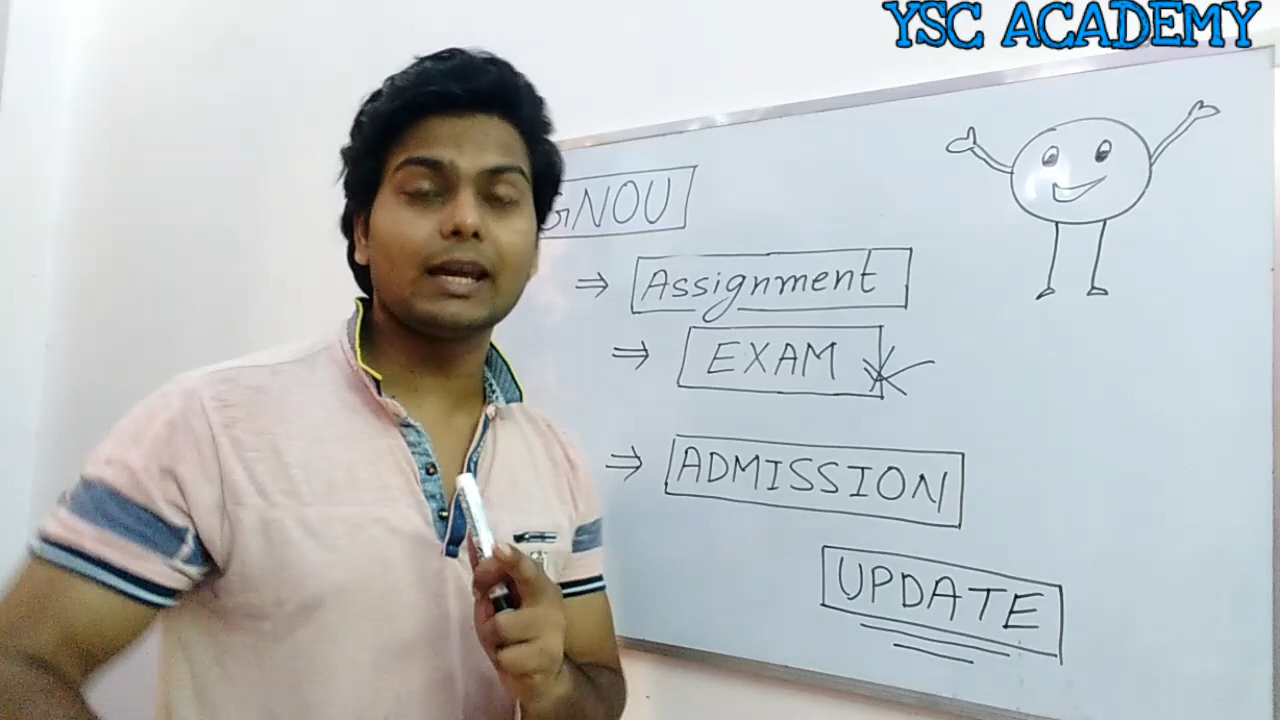 YSC ACADEMY
GNOU
⇒ Assignment
⇒ EXAM
⇒ ADMISSION
UPDATE